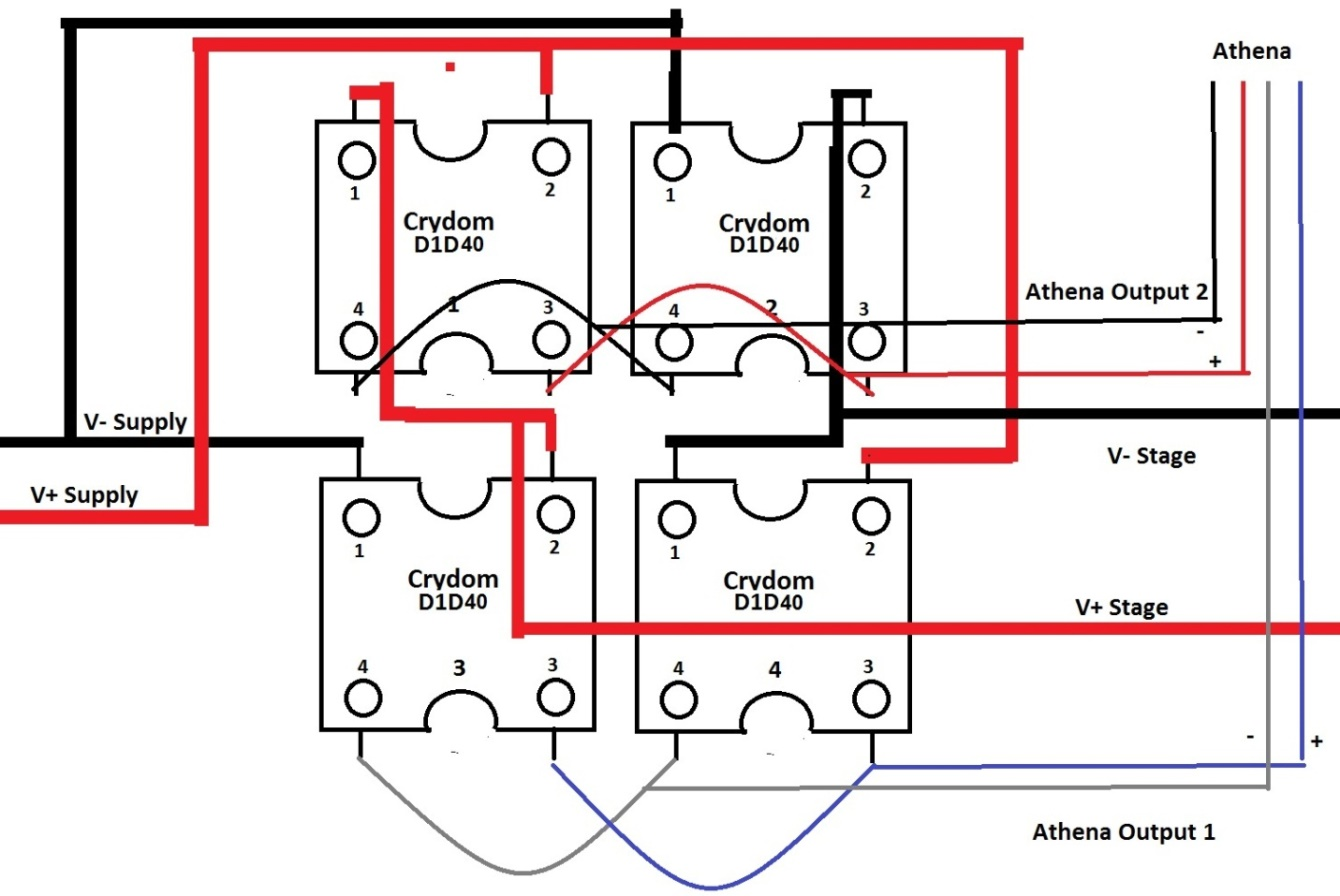 Athena
1
2
1
2
Crydom
D1D40
Crydom
D1D40
4
1
3
4
2
3
Athena Output 2
-
+
V- Supply
V- Stage
V+ Supply
1
2
1
2
Crydom
D1D40
Crydom
D1D40
V+ Stage
4
3
3
4
4
3
-
+
Athena Output 1